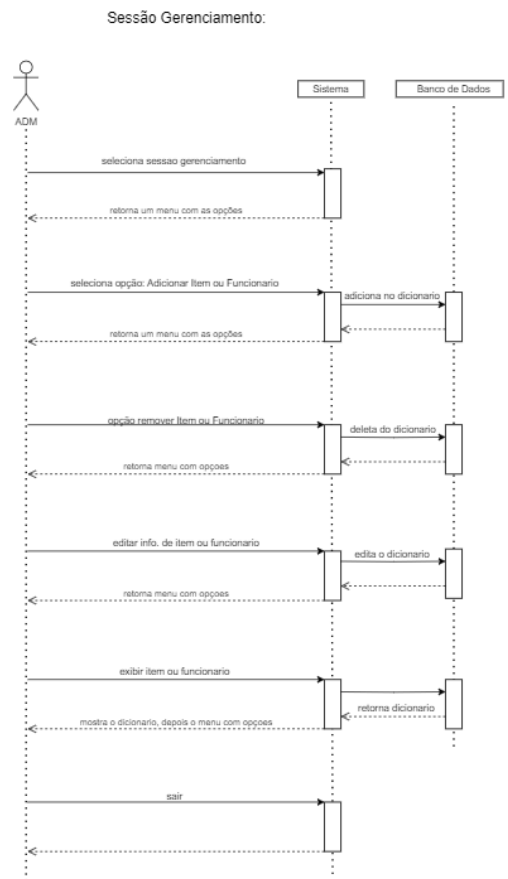 Sessão Gerenciamento:
Sistema
Banco de Dados
ADM
seleciona sessao gerenciamento
retorna um menu com as opções
seleciona opção: Adicionar Item ou Funcionario
adiciona no dicionario
retorna um menu com as opções
opção remover Item ou Funcionario
deleta do dicionario
retorna menu com opçoes
editar info. de item ou funcionario
edita o dicionario
retorna menu com opçoes
exibir item ou funcionario
retorna dicionario
mostra o dicionario, depois o menu com opçoes
sair